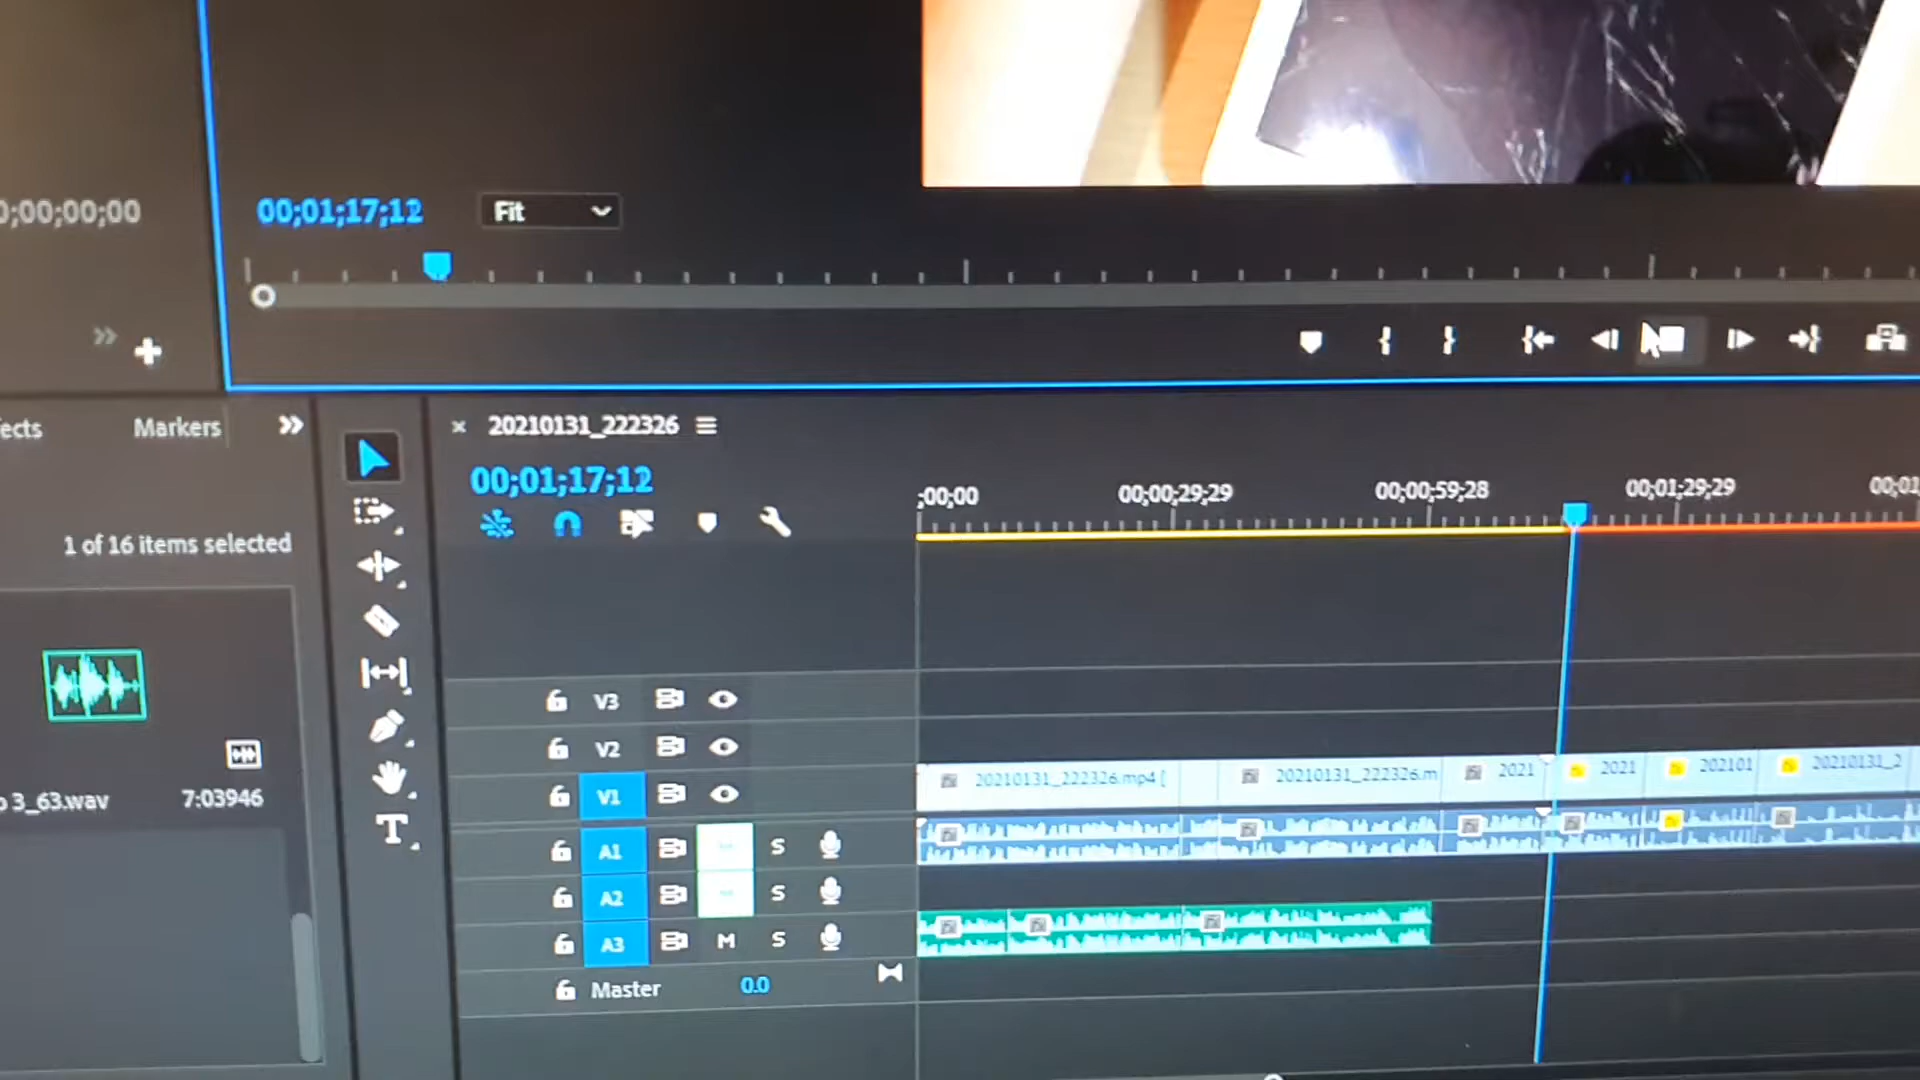 ;00;00;00
00;01;17;12
Fit
ects
Markers
20210131_222326
00;01;17;12
;00;00
00;00;29;29
00;00;59;28
00;01;29;29
00;01
1 of 16 items selected
V3
V2
V1
20210131_222326.mp4 [
20210131_222326.m
2021
2021
202101
20210131_2
3_63.wav
7:03946
A1
S
A2
S
A3
M
S
Master
0.0
T